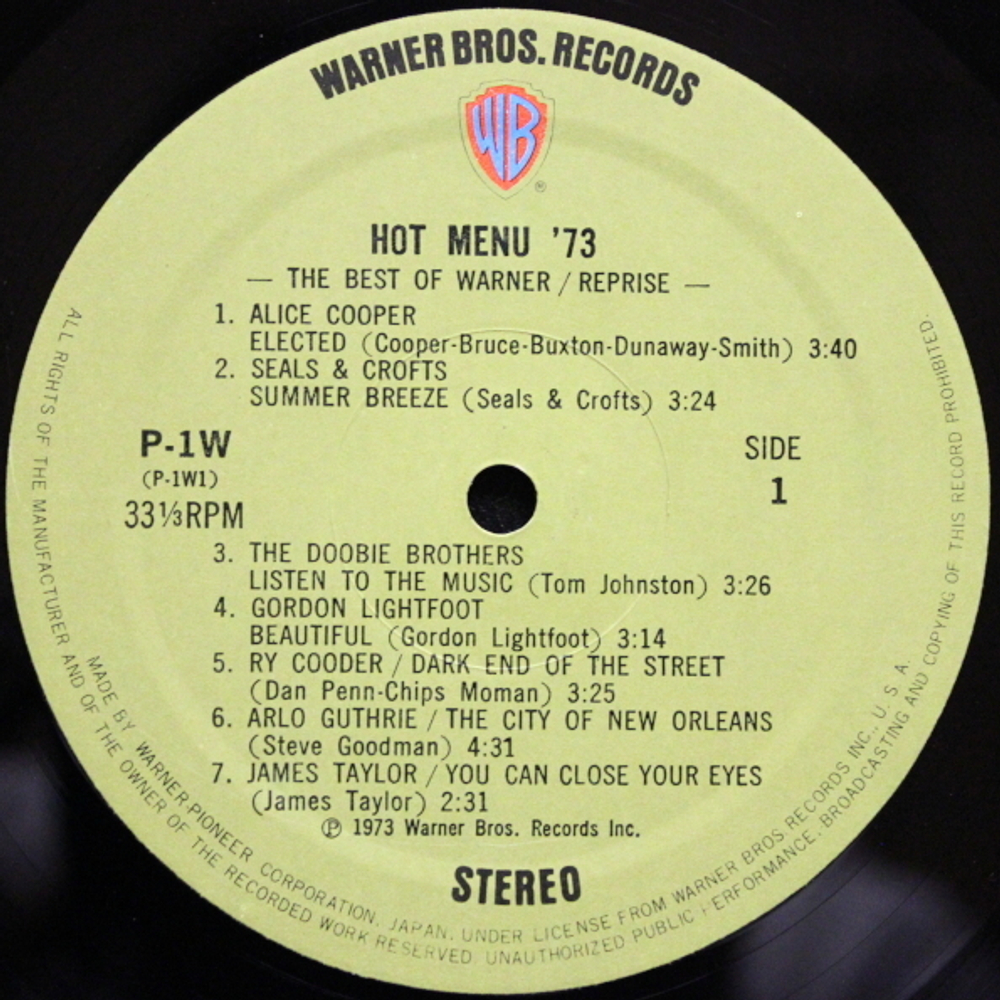 WARNER BROS. RECORDS
WB
®
HOT MENU '73
— THE BEST OF WARNER / REPRISE —
1. ALICE COOPER
ELECTED (Cooper-Bruce-Buxton-Dunaway-Smith) 3:40
2. SEALS & CROFTS
SUMMER BREEZE (Seals & Crofts) 3:24
P-1W
(P-1W1)
33⅓RPM
SIDE
1
3. THE DOOBIE BROTHERS
LISTEN TO THE MUSIC (Tom Johnston) 3:26
4. GORDON LIGHTFOOT
BEAUTIFUL (Gordon Lightfoot) 3:14
5. RY COODER / DARK END OF THE STREET
(Dan Penn-Chips Moman) 3:25
6. ARLO GUTHRIE / THE CITY OF NEW ORLEANS
(Steve Goodman) 4:31
7. JAMES TAYLOR / YOU CAN CLOSE YOUR EYES
(James Taylor) 2:31
℗ 1973 Warner Bros. Records Inc.
STEREO
MADE BY WARNER-PIONEER CORPORATION, JAPAN, UNDER LICENSE FROM WARNER BROS RECORDS INC., U. S. A.
ALL RIGHTS OF THE MANUFACTURER AND OF THE OWNER OF THE RECORDED WORK RESERVED. UNAUTHORIZED PUBLIC PERFORMANCE, BROADCASTING AND COPYING OF THIS RECORD PROHIBITED.